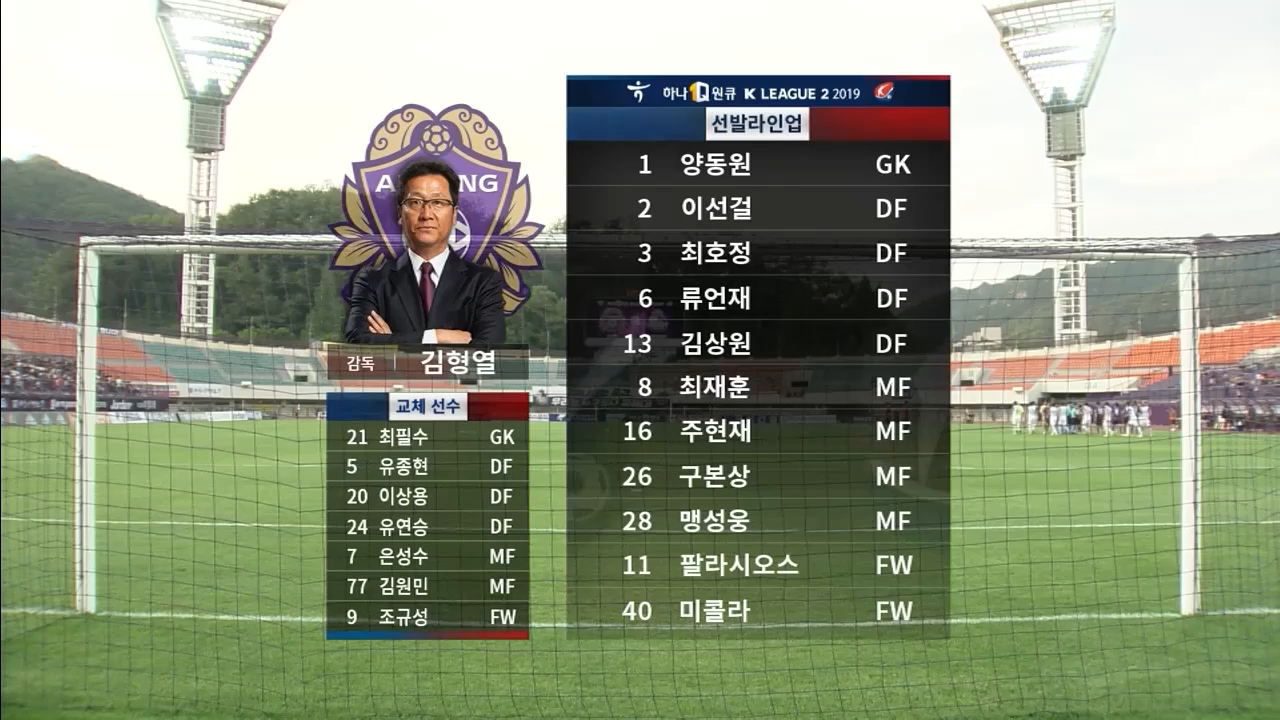 A NG
감독 김형열
교체 선수
21 최필수 GK
5 유종현 DF
20 이상용 DF
24 유연승 DF
7 은성수 MF
77 김원민 MF
9 조규성 FW
하나1Q원큐 K LEAGUE 2 2019
선발라인업
1 양동원 GK
2 이선걸 DF
3 최호정 DF
6 류언재 DF
13 김상원 DF
8 최재훈 MF
16 주현재 MF
26 구본상 MF
28 맹성웅 MF
11 팔라시오스 FW
40 미콜라 FW